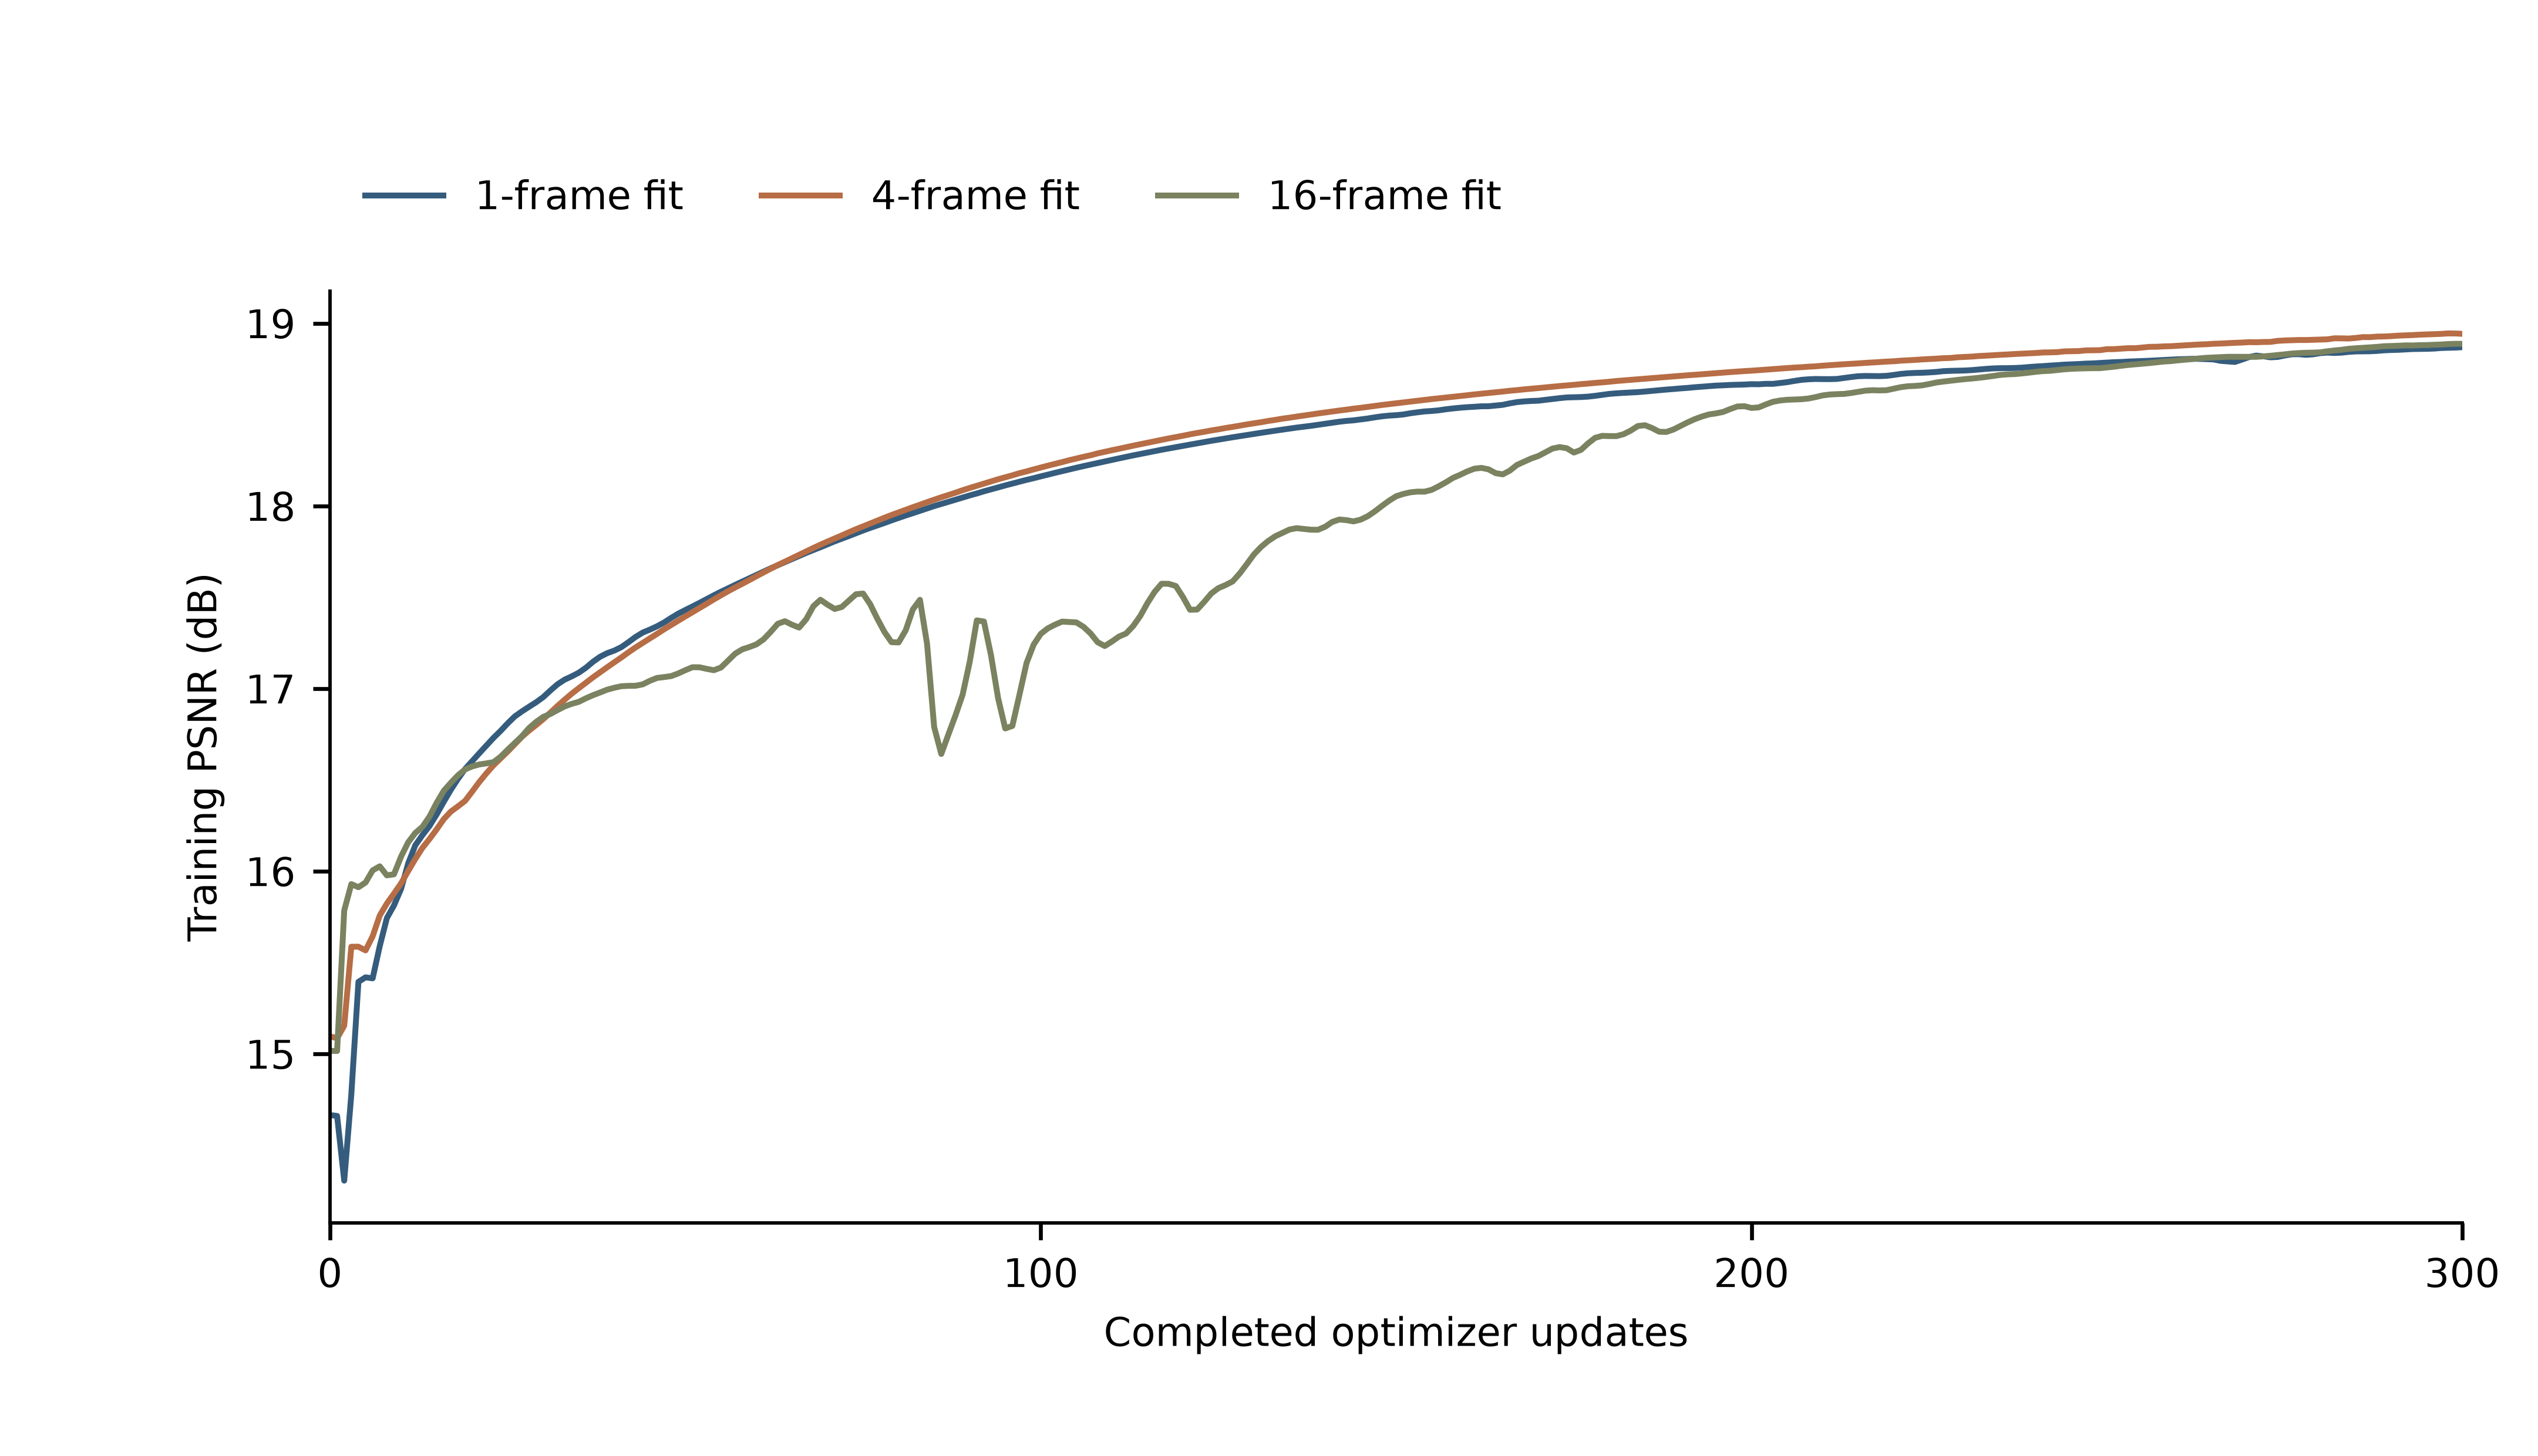 1-frame fit 4-frame fit 16-frame fit
19
18
17
16
15
Training PSNR (dB)
0 100 200 300
Completed optimizer updates